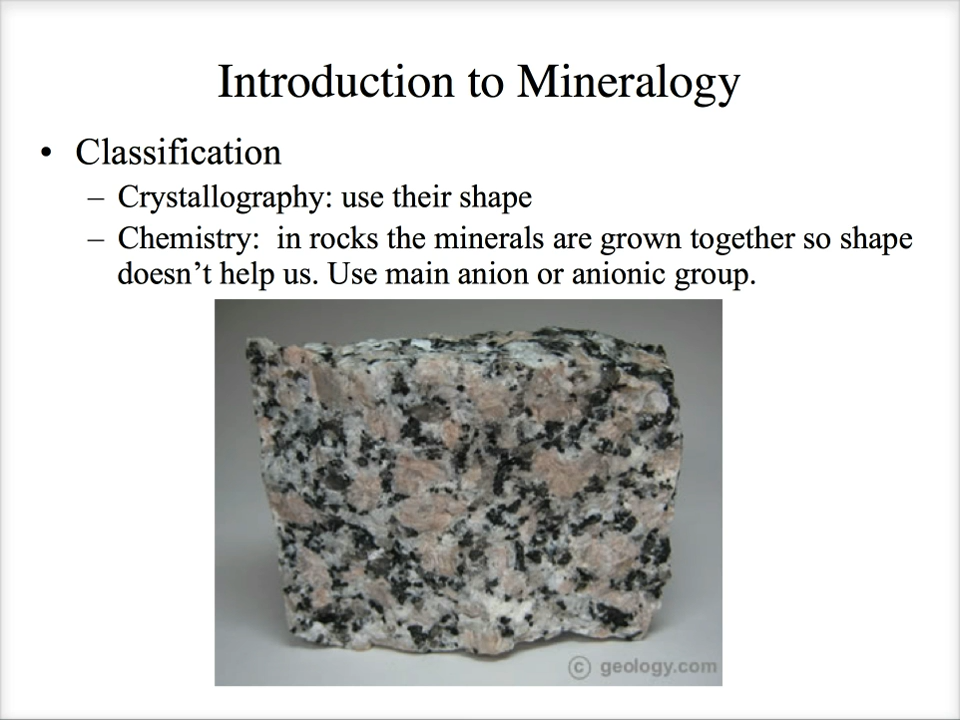 Introduction to Mineralogy
• Classification
– Crystallography: use their shape
– Chemistry:  in rocks the minerals are grown together so shape
doesn’t help us. Use main anion or anionic group.
© geology.com